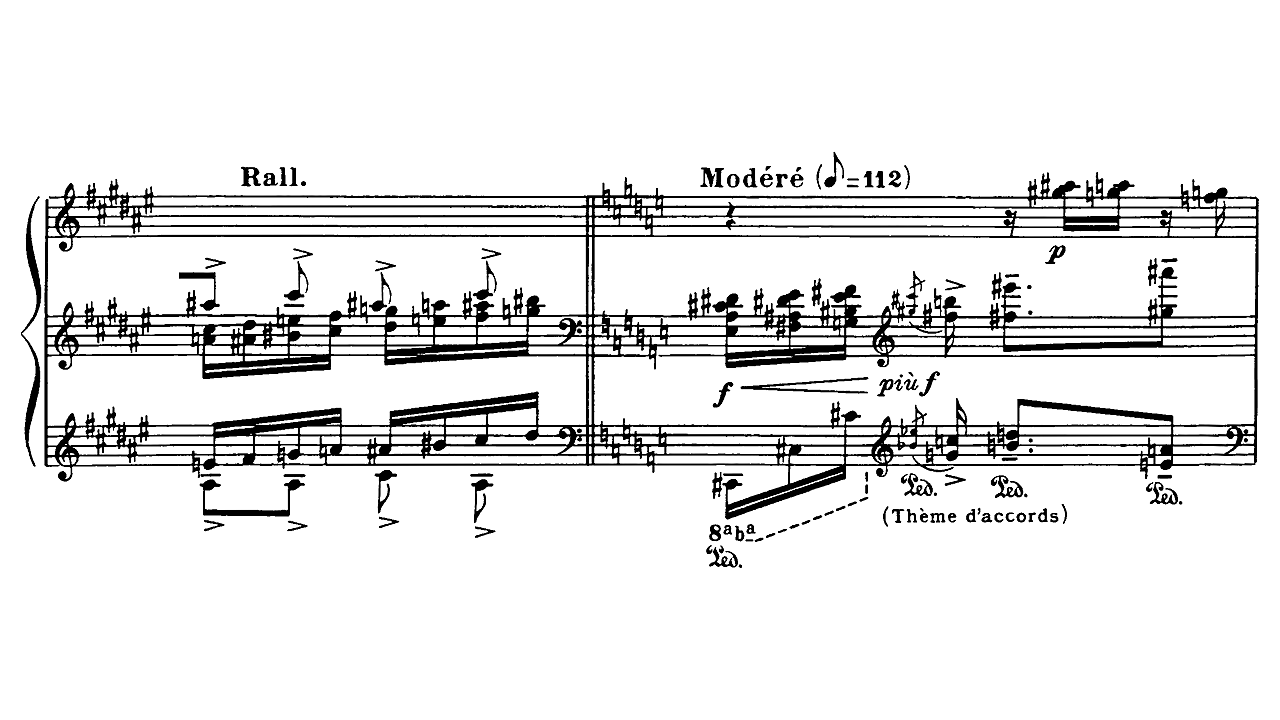 Rall.
Modéré (♪=112)
p
f
più f
Ped. Ped. Ped.
(Thème d'accords)
8ᵃ bᵃ
Ped.